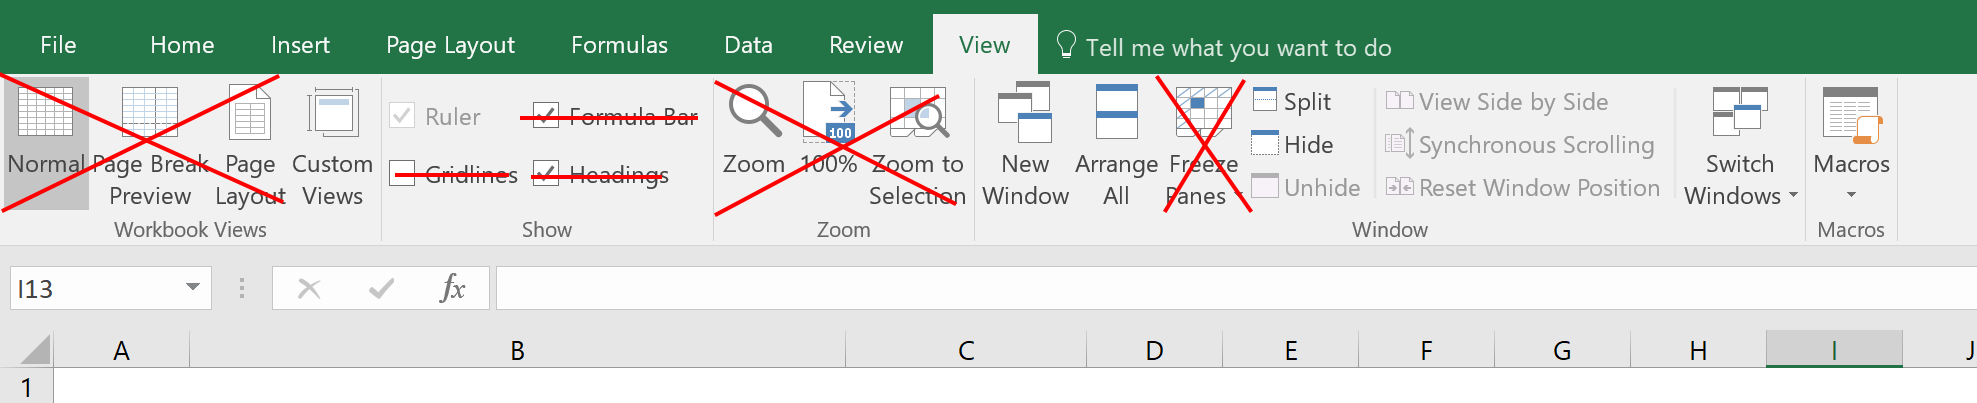 File Home Insert Page Layout Formulas Data Review View Tell me what you want to do
Normal Page Break Preview Page Layout Custom Views
Workbook Views
Ruler Formula Bar
Gridlines Headings
Show
Zoom 100% Zoom to Selection
100
Zoom
New Window Arrange All Freeze Panes
Split
Hide
Unhide
View Side by Side
Synchronous Scrolling
Reset Window Position
Switch Windows
Window
Macros
Macros
I13 fx
A B C D E F G H I J
1